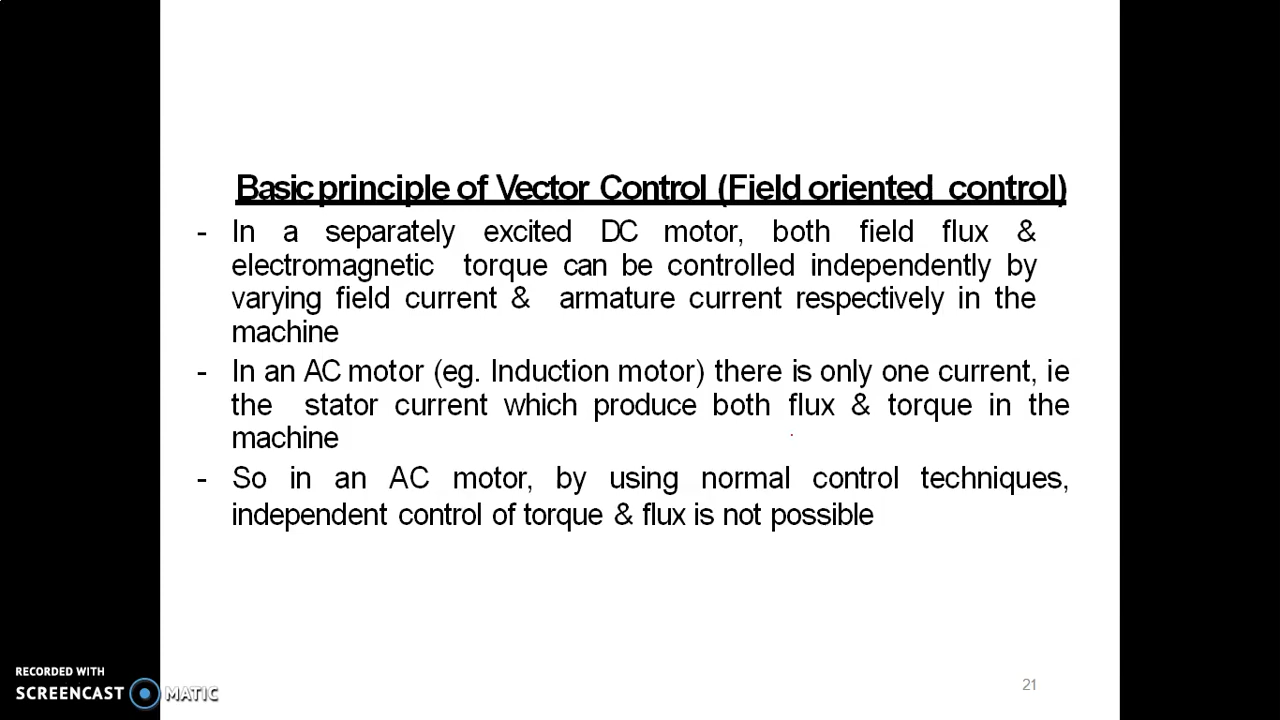 Basic principle of Vector Control (Field oriented control)
- In a separately excited DC motor, both field flux &
electromagnetic torque can be controlled independently by
varying field current & armature current respectively in the
machine
- In an AC motor (eg. Induction motor) there is only one current, ie
the stator current which produce both flux & torque in the
machine
- So in an AC motor, by using normal control techniques,
independent control of torque & flux is not possible
RECORDED WITH
SCREENCAST MATIC
21